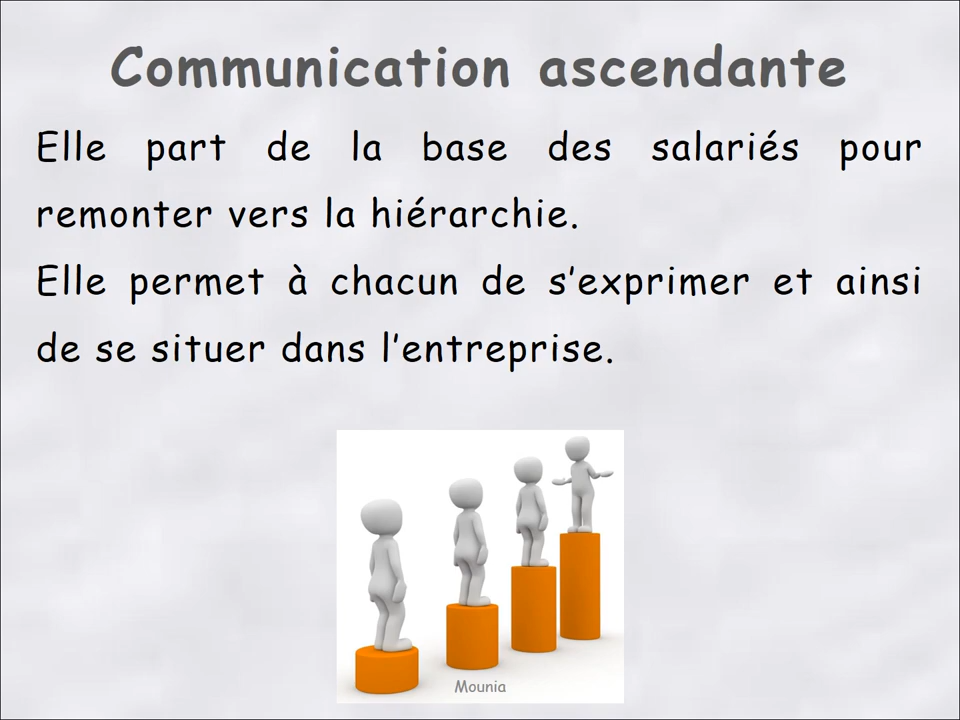 Communication ascendante
Elle part de la base des salariés pour
remonter vers la hiérarchie.
Elle permet à chacun de s’exprimer et ainsi
de se situer dans l’entreprise.
Mounia